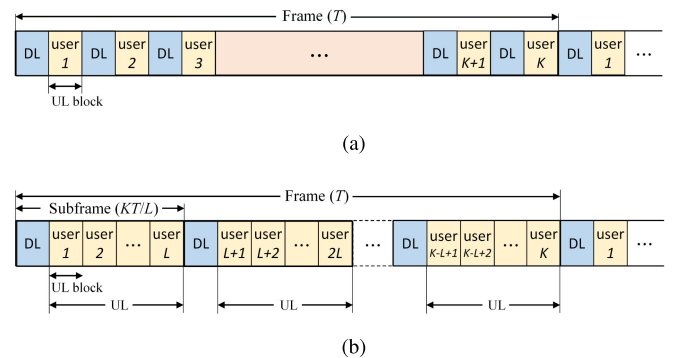 Frame (T)
DL user 1 DL user 2 DL user 3 ... DL user K+1 DL user K DL user 1 ...
UL block
(a)
Frame (T)
Subframe (KT/L)
DL user 1 user 2 ... user L DL user L+1 user L+2 ... user 2L ... DL user K-L+1 user K-L+2 ... user K DL user 1 ...
UL block
UL UL UL
(b)